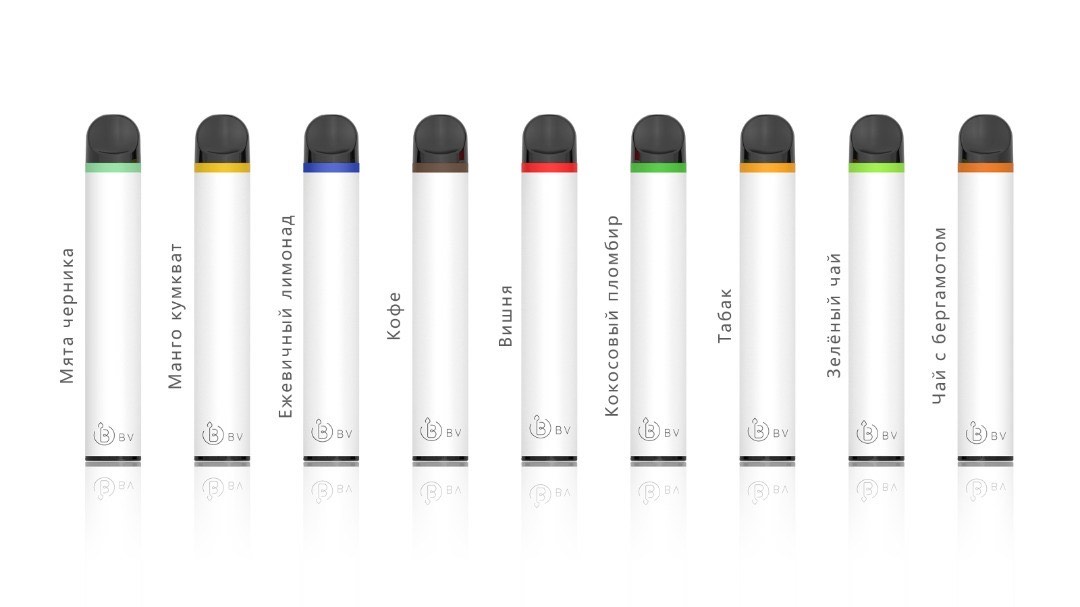 Мята черника
Манго кумкват
Ежевичный лимонад
Кофе
Вишня
Кокосовый пломбир
Табак
Зелёный чай
Чай с бергамотом
BV
BV
BV
BV
BV
BV
BV
BV
BV